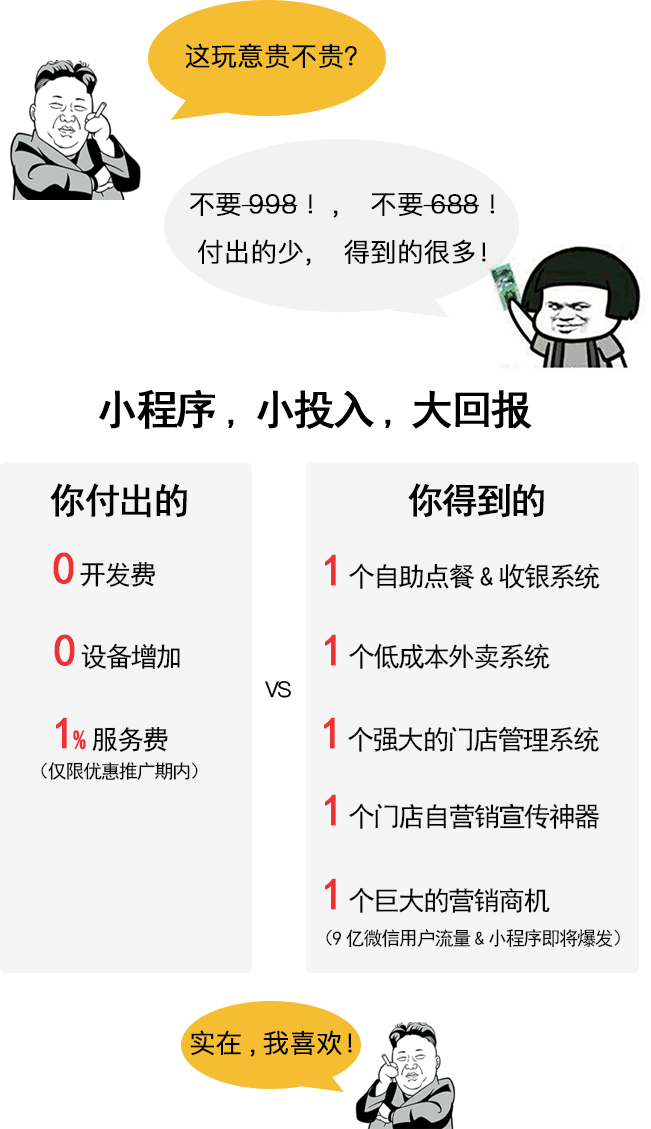 这玩意贵不贵?
不要 998 ! ， 不要 688 !
付出的少， 得到的很多!
小程序 , 小投入 , 大回报
你付出的
0 开发费
0 设备增加
1% 服务费
（仅限优惠推广期内）
VS
你得到的
1 个自助点餐 & 收银系统
1 个低成本外卖系统
1 个强大的门店管理系统
1 个门店自营销宣传神器
1 个巨大的营销商机
（9 亿微信用户流量 & 小程序即将爆发）
实在 , 我喜欢!